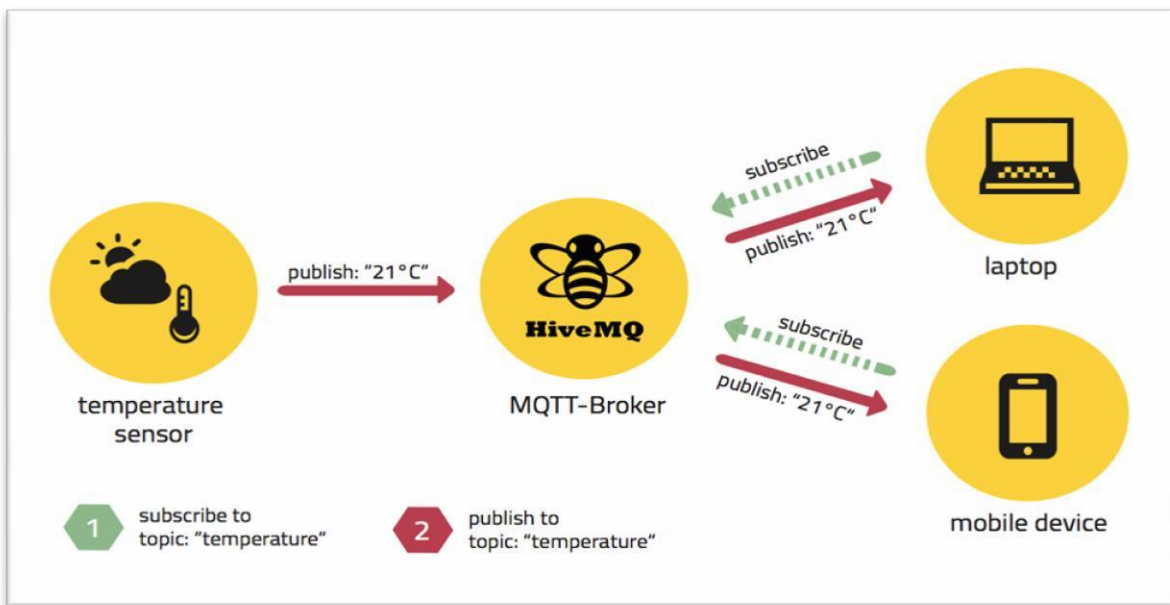 subscribe
publish: "21°C"
laptop
publish: "21°C"
HiveMQ
MQTT-Broker
temperature
sensor
subscribe
publish: "21°C"
mobile device
1
subscribe to
topic: "temperature"
2
publish to
topic: "temperature"